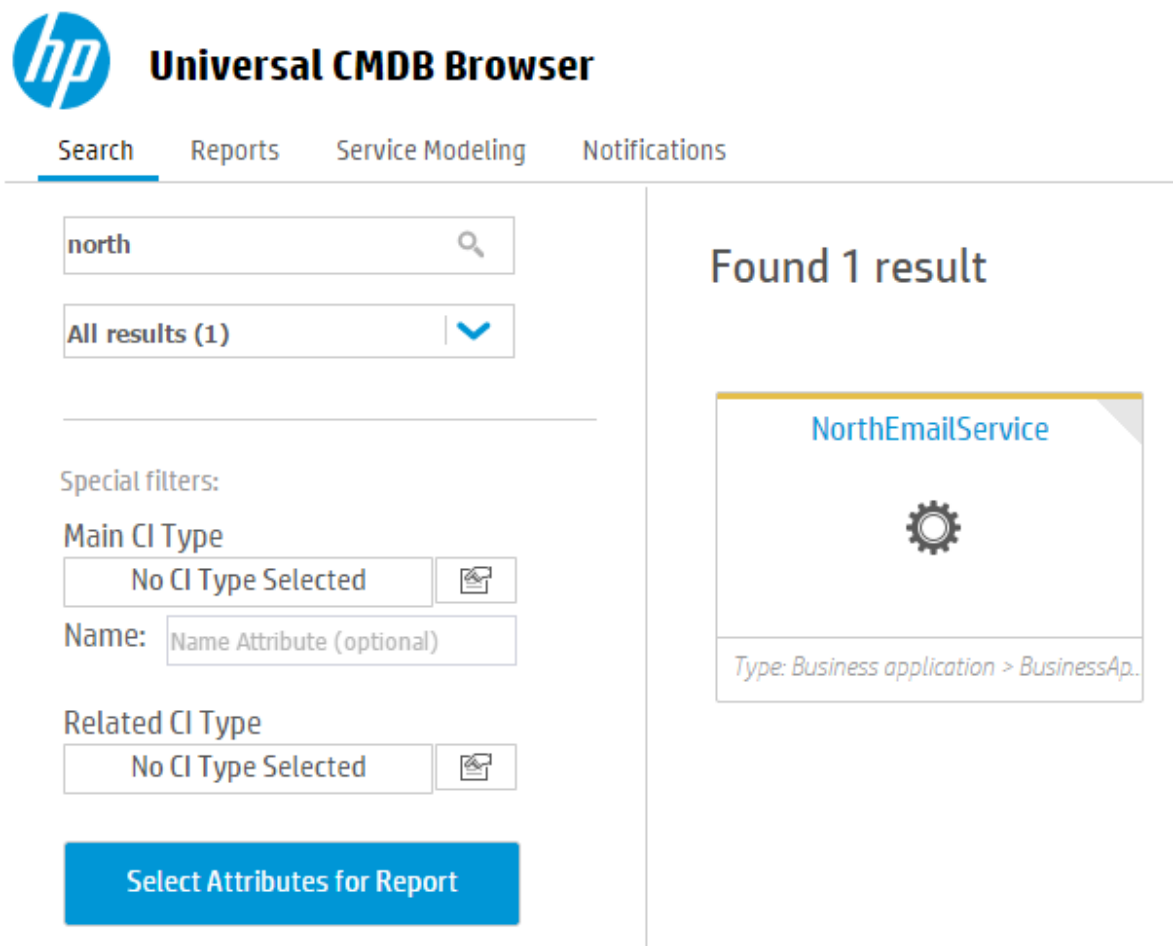 hp
Universal CMDB Browser
Search Reports Service Modeling Notifications
north
All results (1)
Special filters:
Main CI Type
No CI Type Selected
Name: Name Attribute (optional)
Related CI Type
No CI Type Selected
Select Attributes for Report
Found 1 result
NorthEmailService
Type: Business application > BusinessAp..